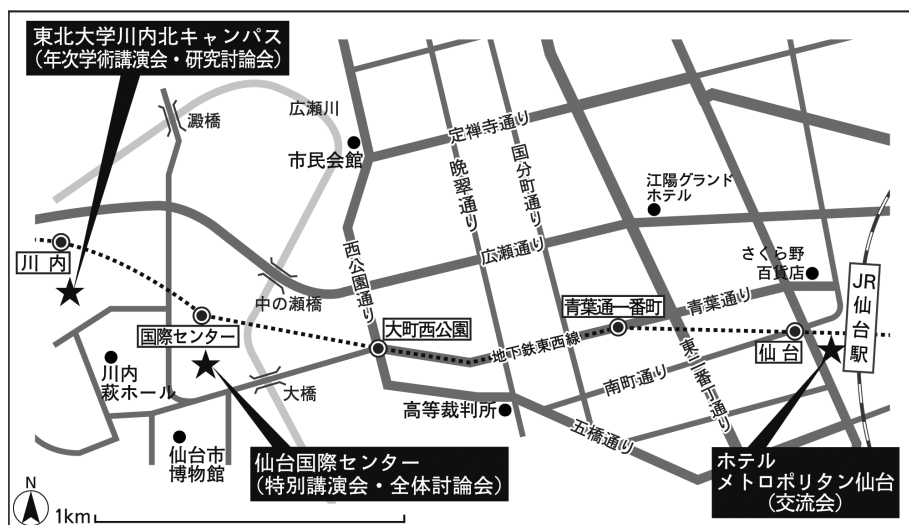 東北大学川内北キャンパス
(年次学術講演会・研究討論会)
澱橋
広瀬川
市民会館
定禅寺通り
晩翠通り
国分町通り
江陽グランド
ホテル
西公園通り
広瀬通り
さくら野
百貨店
川内
中の瀬橋
青葉通一番町
青葉通り
JR
仙台駅
国際センター
大町西公園
地下鉄東西線
仙台
川内
萩ホール
大橋
南町通り
東二番丁通り
高等裁判所
五橋通り
仙台市
博物館
仙台国際センター
(特別講演会・全体討論会)
ホテル
メトロポリタン仙台
(交流会)
N
1km